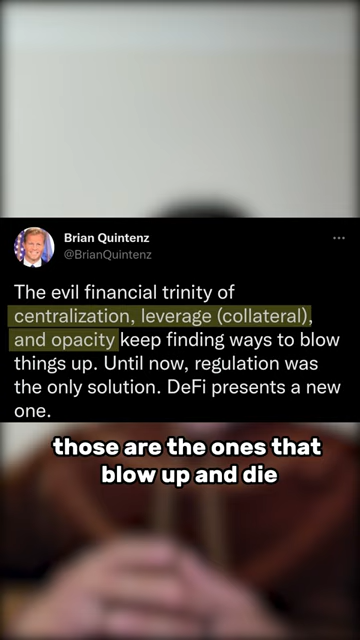 Brian Quintenz
@BrianQuintenz
The evil financial trinity of
centralization, leverage (collateral),
and opacity keep finding ways to blow
things up. Until now, regulation was
the only solution. DeFi presents a new
one.
those are the ones that
blow up and die